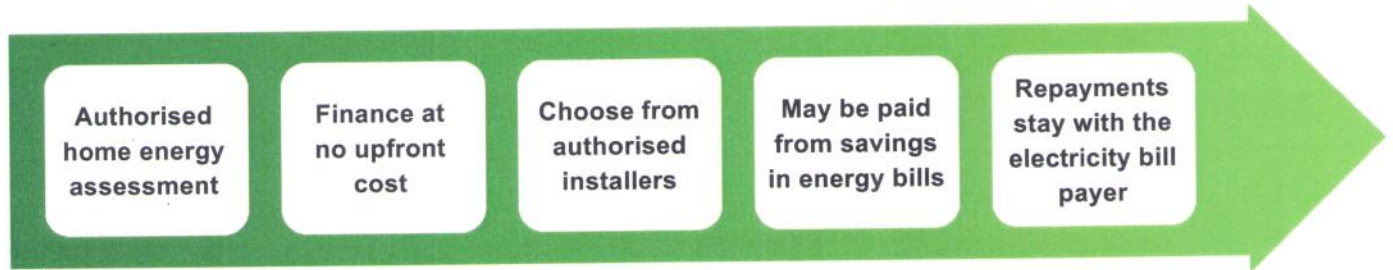 Authorised
home energy
assessment
Finance at
no upfront
cost
Choose from
authorised
installers
May be paid
from savings
in energy bills
Repayments
stay with the
electricity bill
payer